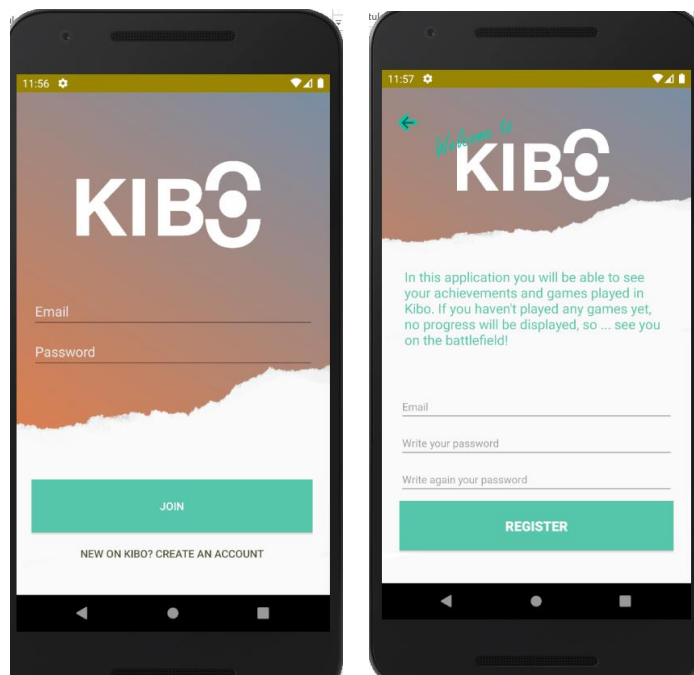 11:56
KIBO
Email
Password
JOIN
NEW ON KIBO? CREATE AN ACCOUNT
11:57
Welcome to
KIBO
In this application you will be able to see
your achievements and games played in
Kibo. If you haven't played any games yet,
no progress will be displayed, so ... see you
on the battlefield!
Email
Write your password
Write again your password
REGISTER